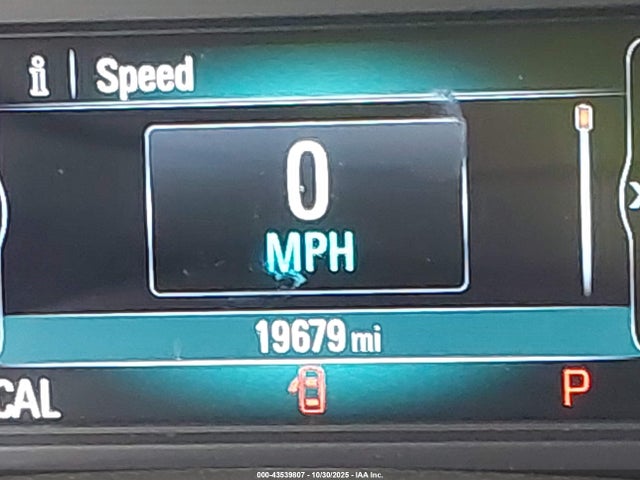 i | Speed
0
MPH
19679 mi
CAL
P
000-43539807 - 10/30/2025 - IAA Inc.